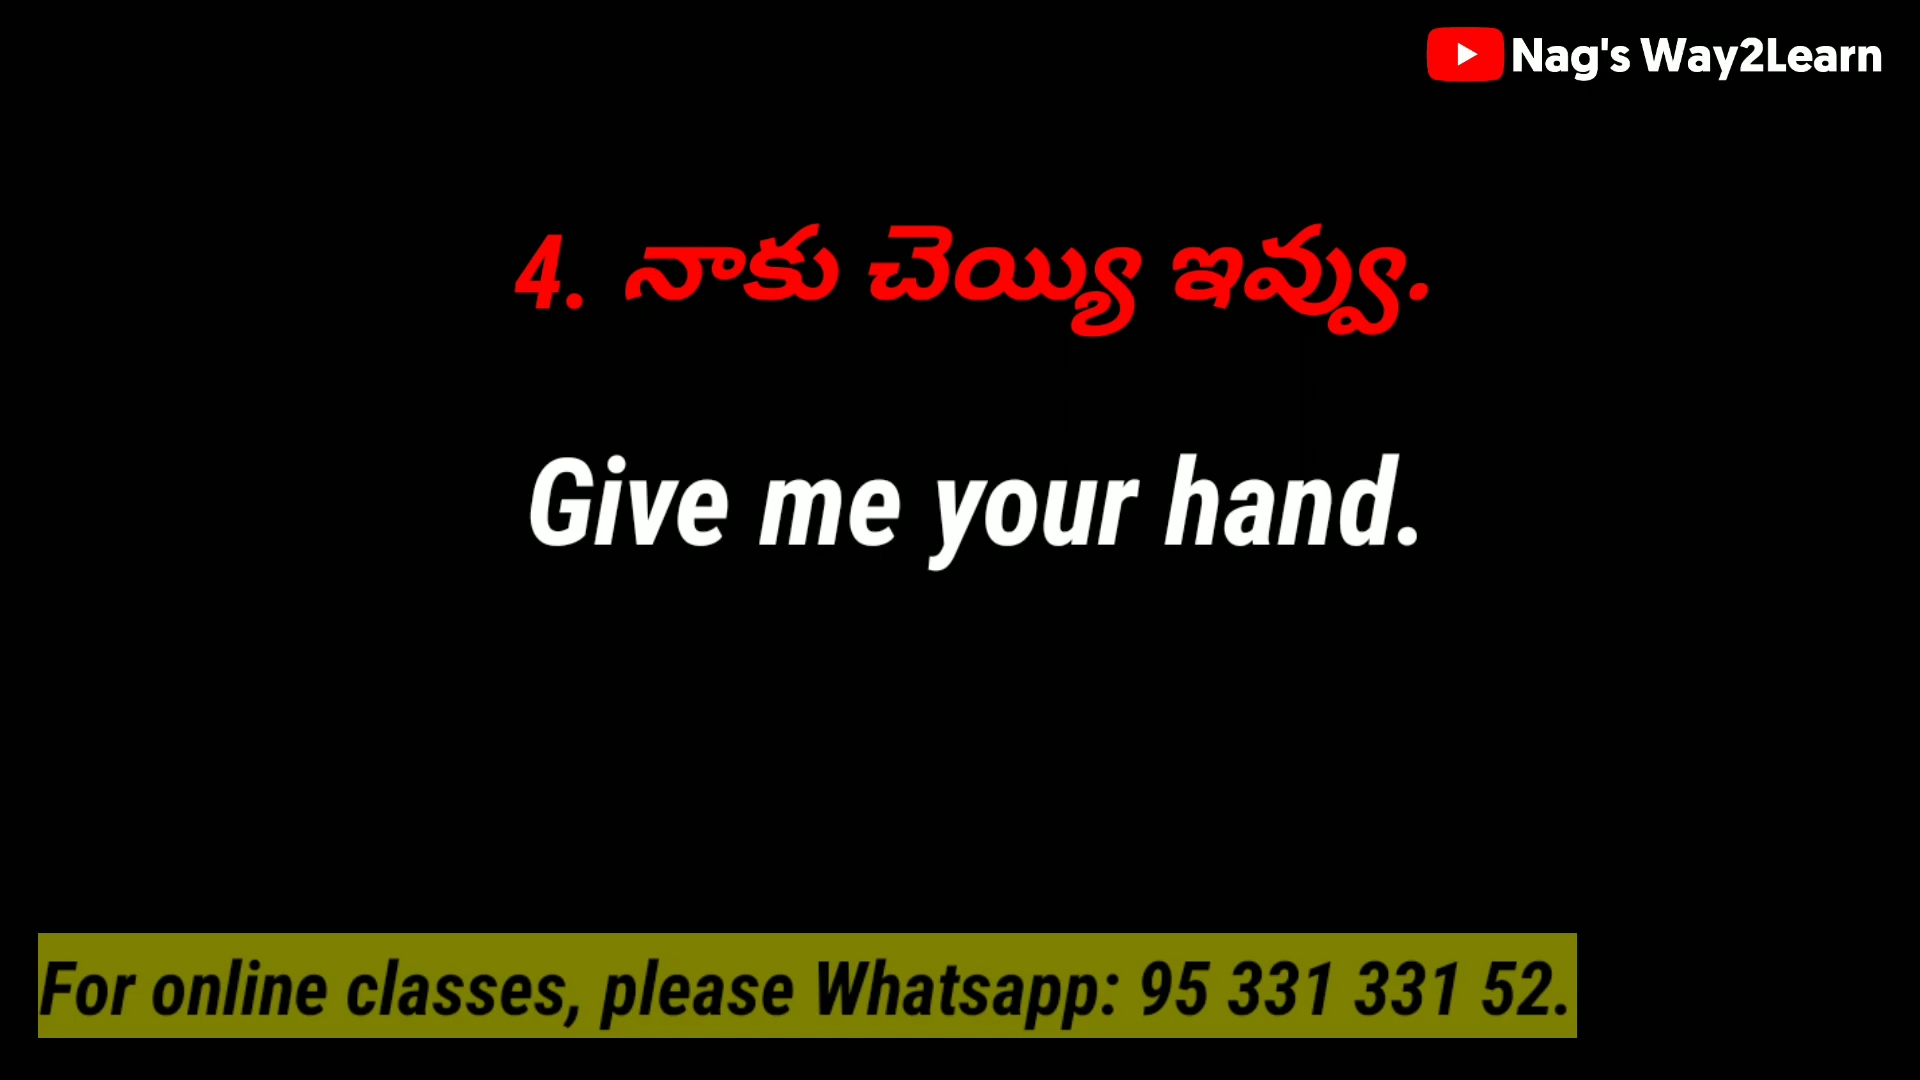 Nag's Way2Learn
4. నాకు చెయ్యి ఇవ్వు.
Give me your hand.
For online classes, please Whatsapp: 95 331 331 52.